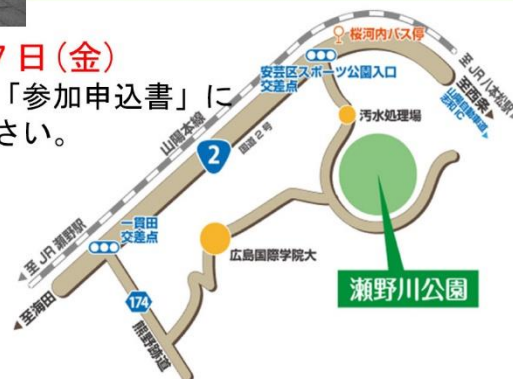 7日(金)
「参加申込書」に
さい。
桜河内バス停
安芸区スポーツ公園入口
交差点
至JR八本松駅
至西条
山陽自動車道
志和IC
汚水処理場
山陽本線
2
国道2号
一貫田
交差点
至JR瀬野駅
至海田
広島国際学院大
174
熊野跡道
瀬野川公園